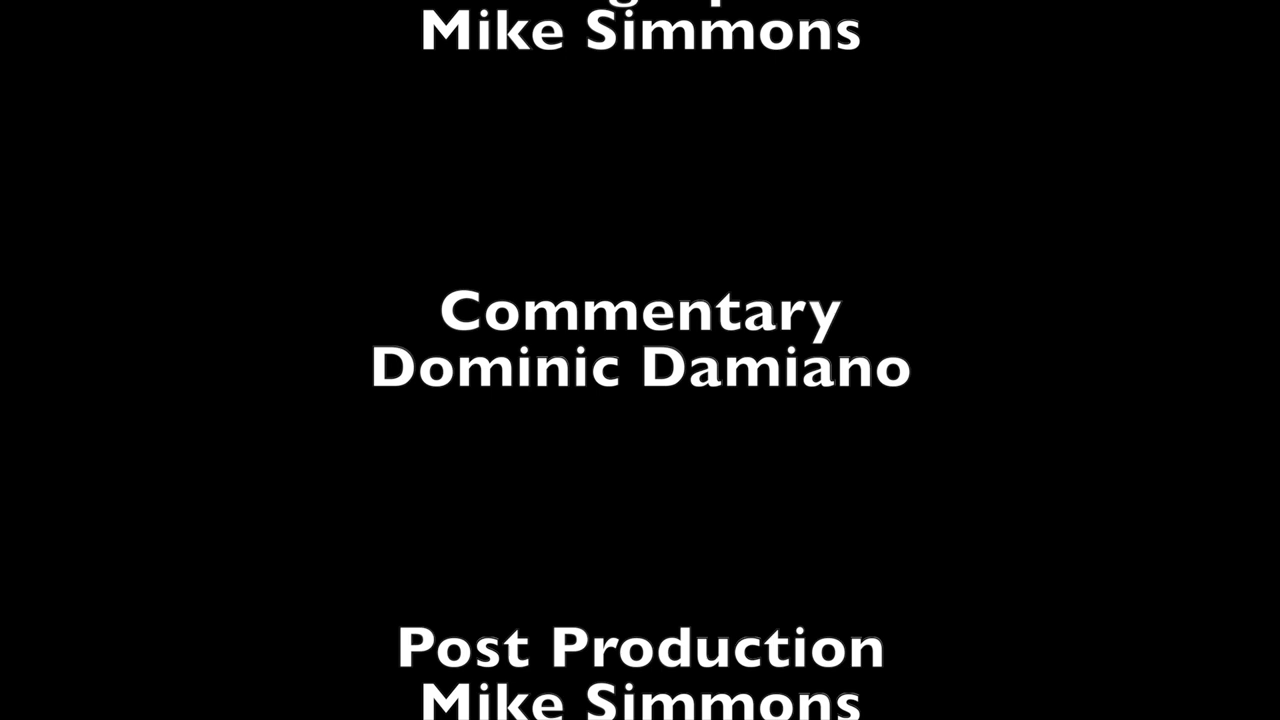 Mike Simmons
Commentary
Dominic Damiano
Post Production
Mike Simmons